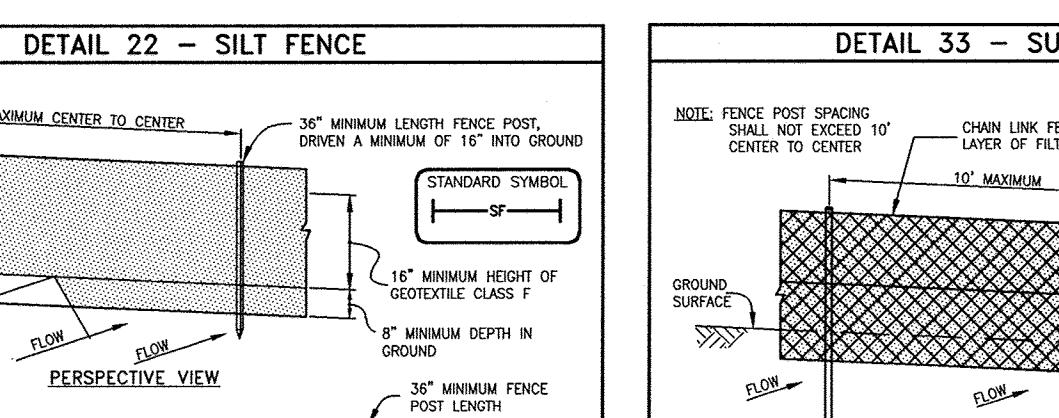 DETAIL 22 – SILT FENCE
MAXIMUM CENTER TO CENTER
36" MINIMUM LENGTH FENCE POST,
DRIVEN A MINIMUM OF 16" INTO GROUND
STANDARD SYMBOL
SF
16" MINIMUM HEIGHT OF
GEOTEXTILE CLASS F
8" MINIMUM DEPTH IN
GROUND
FLOW
FLOW
PERSPECTIVE VIEW
36" MINIMUM FENCE
POST LENGTH
DETAIL 33 – SU
NOTE: FENCE POST SPACING
SHALL NOT EXCEED 10'
CENTER TO CENTER
CHAIN LINK FE
LAYER OF FILT
10' MAXIMUM
GROUND
SURFACE
FLOW
FLOW